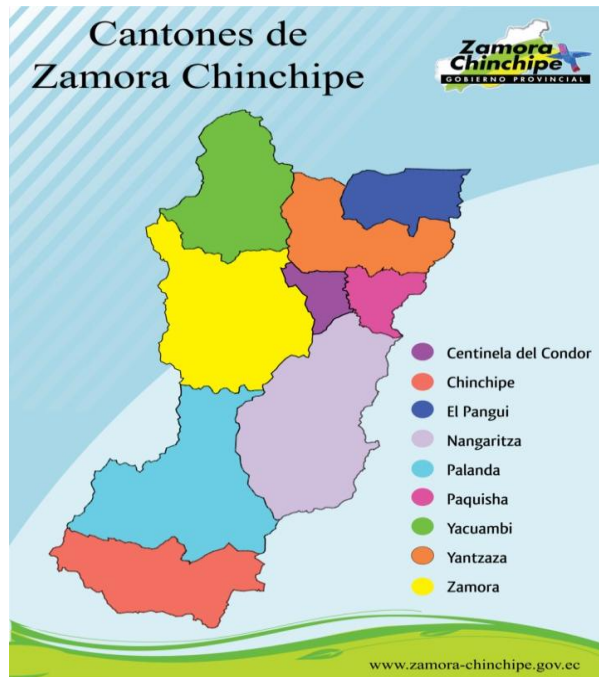 Cantones de
Zamora Chinchipe
Zamora
Chinchipe
GOBIERNO PROVINCIAL
Centinela del Condor
Chinchipe
El Pangui
Nangaritza
Palanda
Paquisha
Yacuambi
Yantzaza
Zamora
www.zamora-chinchipe.gov.ec